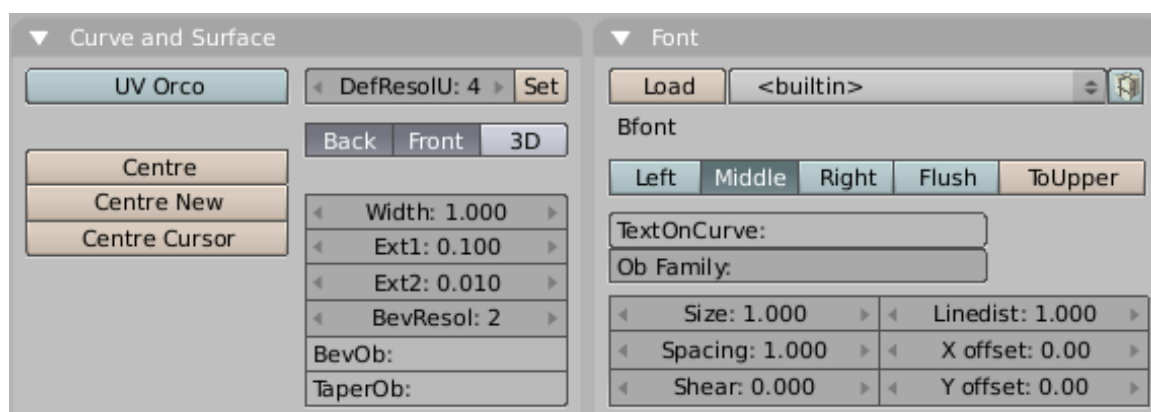 Curve and Surface
UV Orco
DefResolU: 4
Set
Back
Front
3D
Centre
Centre New
Centre Cursor
Width: 1.000
Ext1: 0.100
Ext2: 0.010
BevResol: 2
BevOb:
TaperOb:
Font
Load
<builtin>
Bfont
Left
Middle
Right
Flush
ToUpper
TextOnCurve:
Ob Family:
Size: 1.000
Linedist: 1.000
Spacing: 1.000
X offset: 0.00
Shear: 0.000
Y offset: 0.00